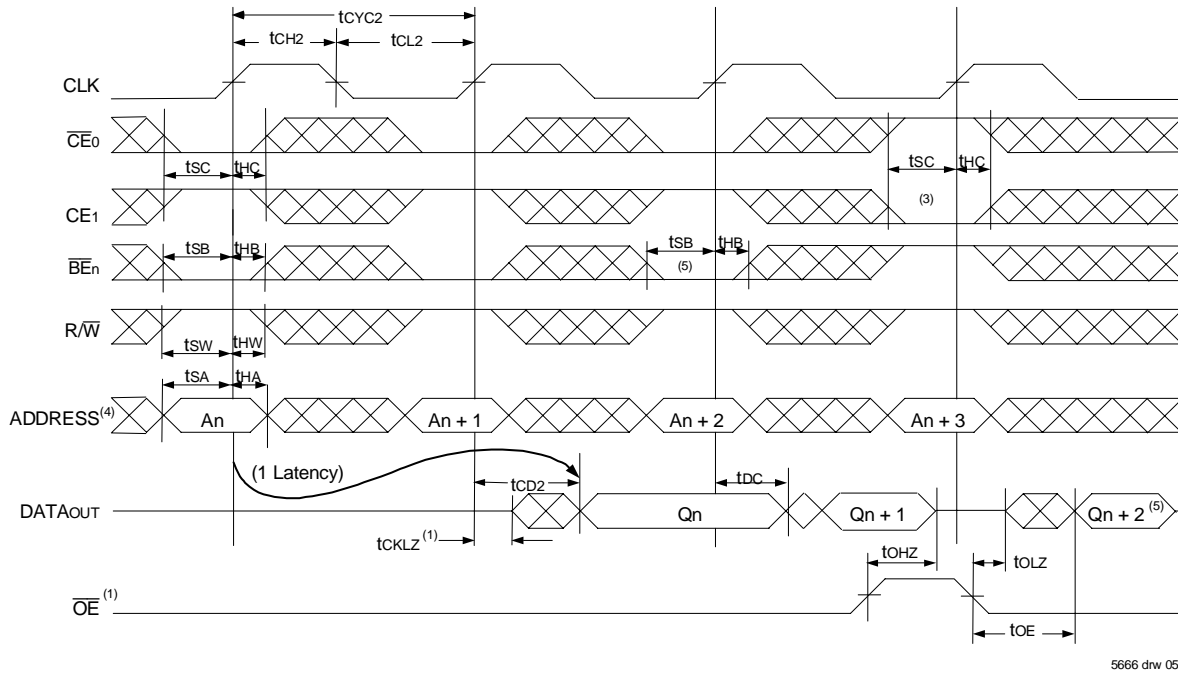 tCYC2
tCH2 tCL2
CLK
CE0
tSC tHC tSC tHC
(3)
CE1
tSB tHB tSB tHB
(5)
BEn
R/W
tSW tHW
tSA tHA
ADDRESS(4) An An + 1 An + 2 An + 3
(1 Latency) tCD2 tDC
DATAOUT Qn Qn + 1 Qn + 2 (5)
tCKLZ (1)
tOHZ tOLZ
OE (1)
tOE
5666 drw 05